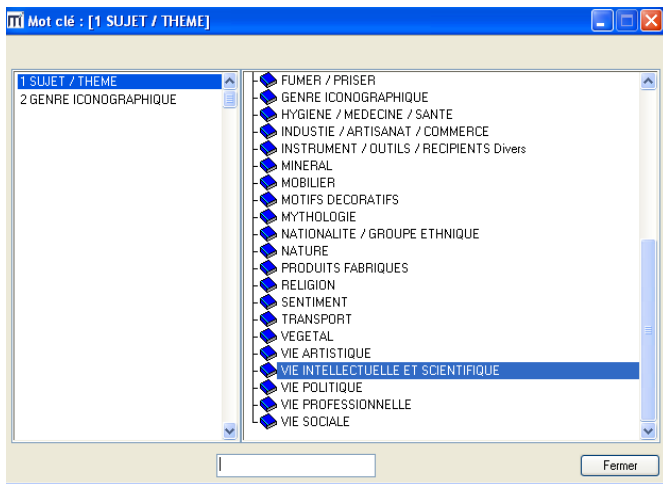 Mot clé : [1 SUJET / THEME]
1 SUJET / THEME
2 GENRE ICONOGRAPHIQUE
FUMER / PRISER
GENRE ICONOGRAPHIQUE
HYGIENE / MEDECINE / SANTE
INDUSTIE / ARTISANAT / COMMERCE
INSTRUMENT / OUTILS / RECIPIENTS Divers
MINERAL
MOBILIER
MOTIFS DECORATIFS
MYTHOLOGIE
NATIONALITE / GROUPE ETHNIQUE
NATURE
PRODUITS FABRIQUES
RELIGION
SENTIMENT
TRANSPORT
VEGETAL
VIE ARTISTIQUE
VIE INTELLECTUELLE ET SCIENTIFIQUE
VIE POLITIQUE
VIE PROFESSIONNELLE
VIE SOCIALE
Fermer